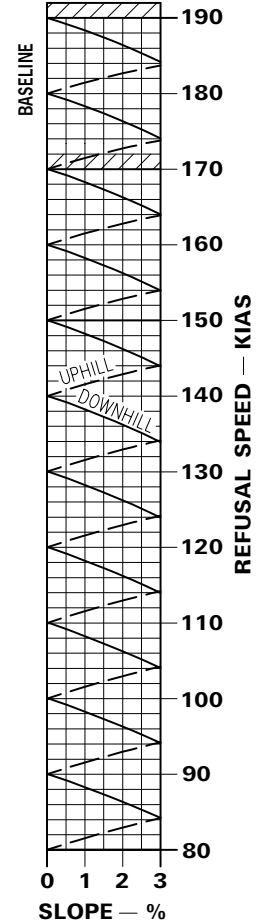 BASELINE
190
180
170
160
150
UPHILL
140
DOWNHILL
130
120
110
100
90
80
REFUSAL SPEED — KIAS
0 1 2 3
SLOPE — %